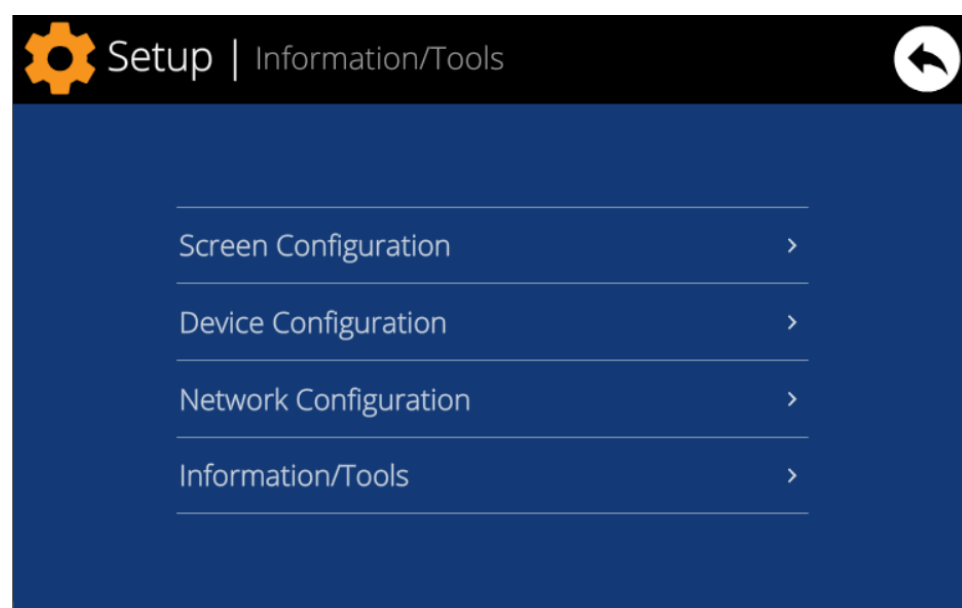 Setup | Information/Tools
Screen Configuration
Device Configuration
Network Configuration
Information/Tools